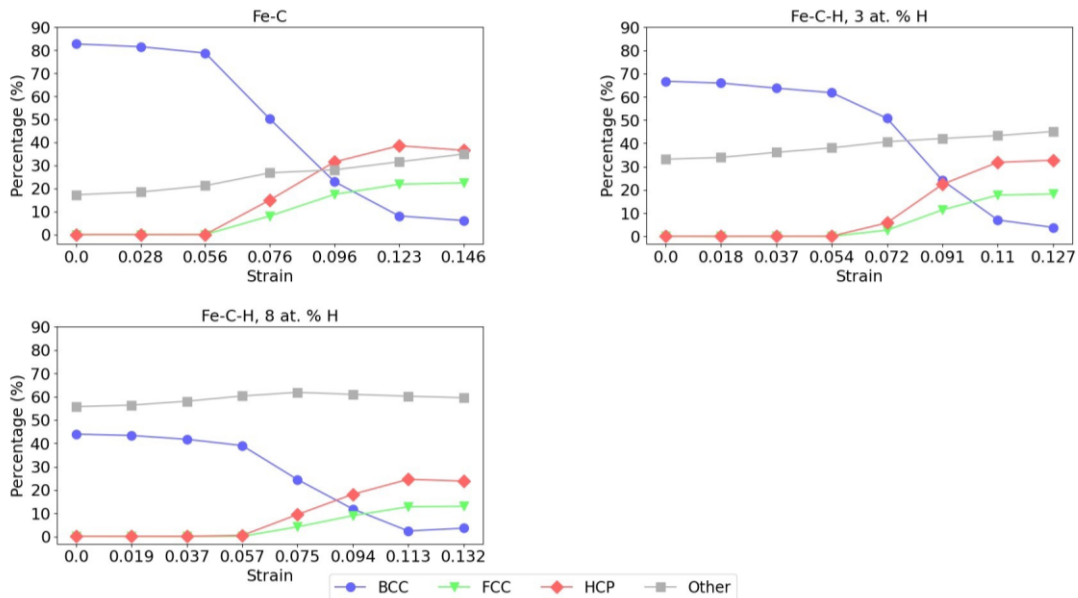 Fe-C
90
80
70
60
50
40
30
20
10
0
Percentage (%)
0.0 0.028 0.056 0.076 0.096 0.123 0.146
Strain
Fe-C-H, 3 at. % H
90
80
70
60
50
40
30
20
10
0
Percentage (%)
0.0 0.018 0.037 0.054 0.072 0.091 0.11 0.127
Strain
Fe-C-H, 8 at. % H
90
80
70
60
50
40
30
20
10
0
Percentage (%)
0.0 0.019 0.037 0.057 0.075 0.094 0.113 0.132
Strain
BCC FCC HCP Other